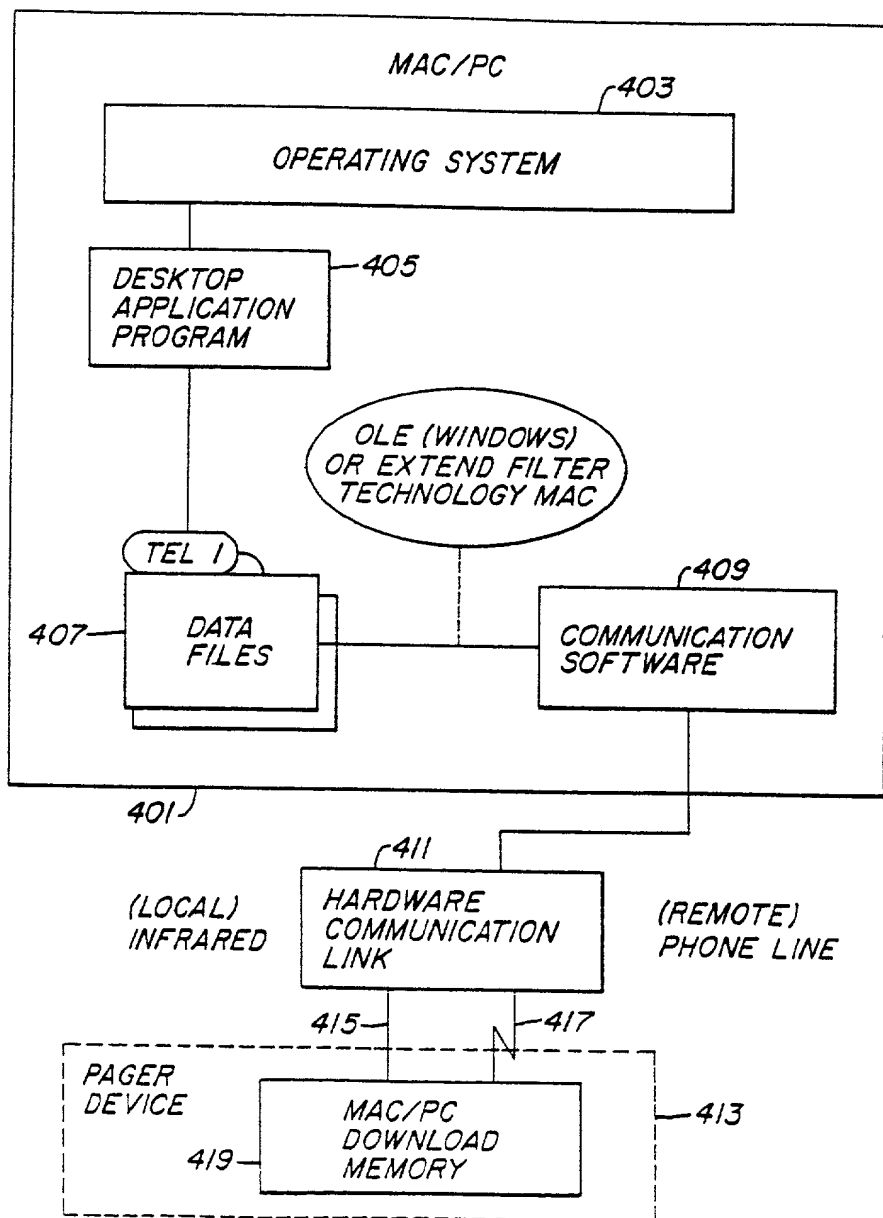 MAC/PC
403
OPERATING SYSTEM
405
DESKTOP
APPLICATION
PROGRAM
OLE (WINDOWS)
OR EXTEND FILTER
TECHNOLOGY MAC
TEL 1
409
407
DATA
FILES
COMMUNICATION
SOFTWARE
401
411
(LOCAL)
INFRARED
HARDWARE
COMMUNICATION
LINK
(REMOTE)
PHONE LINE
415
417
PAGER
DEVICE
413
MAC/PC
DOWNLOAD
MEMORY
419